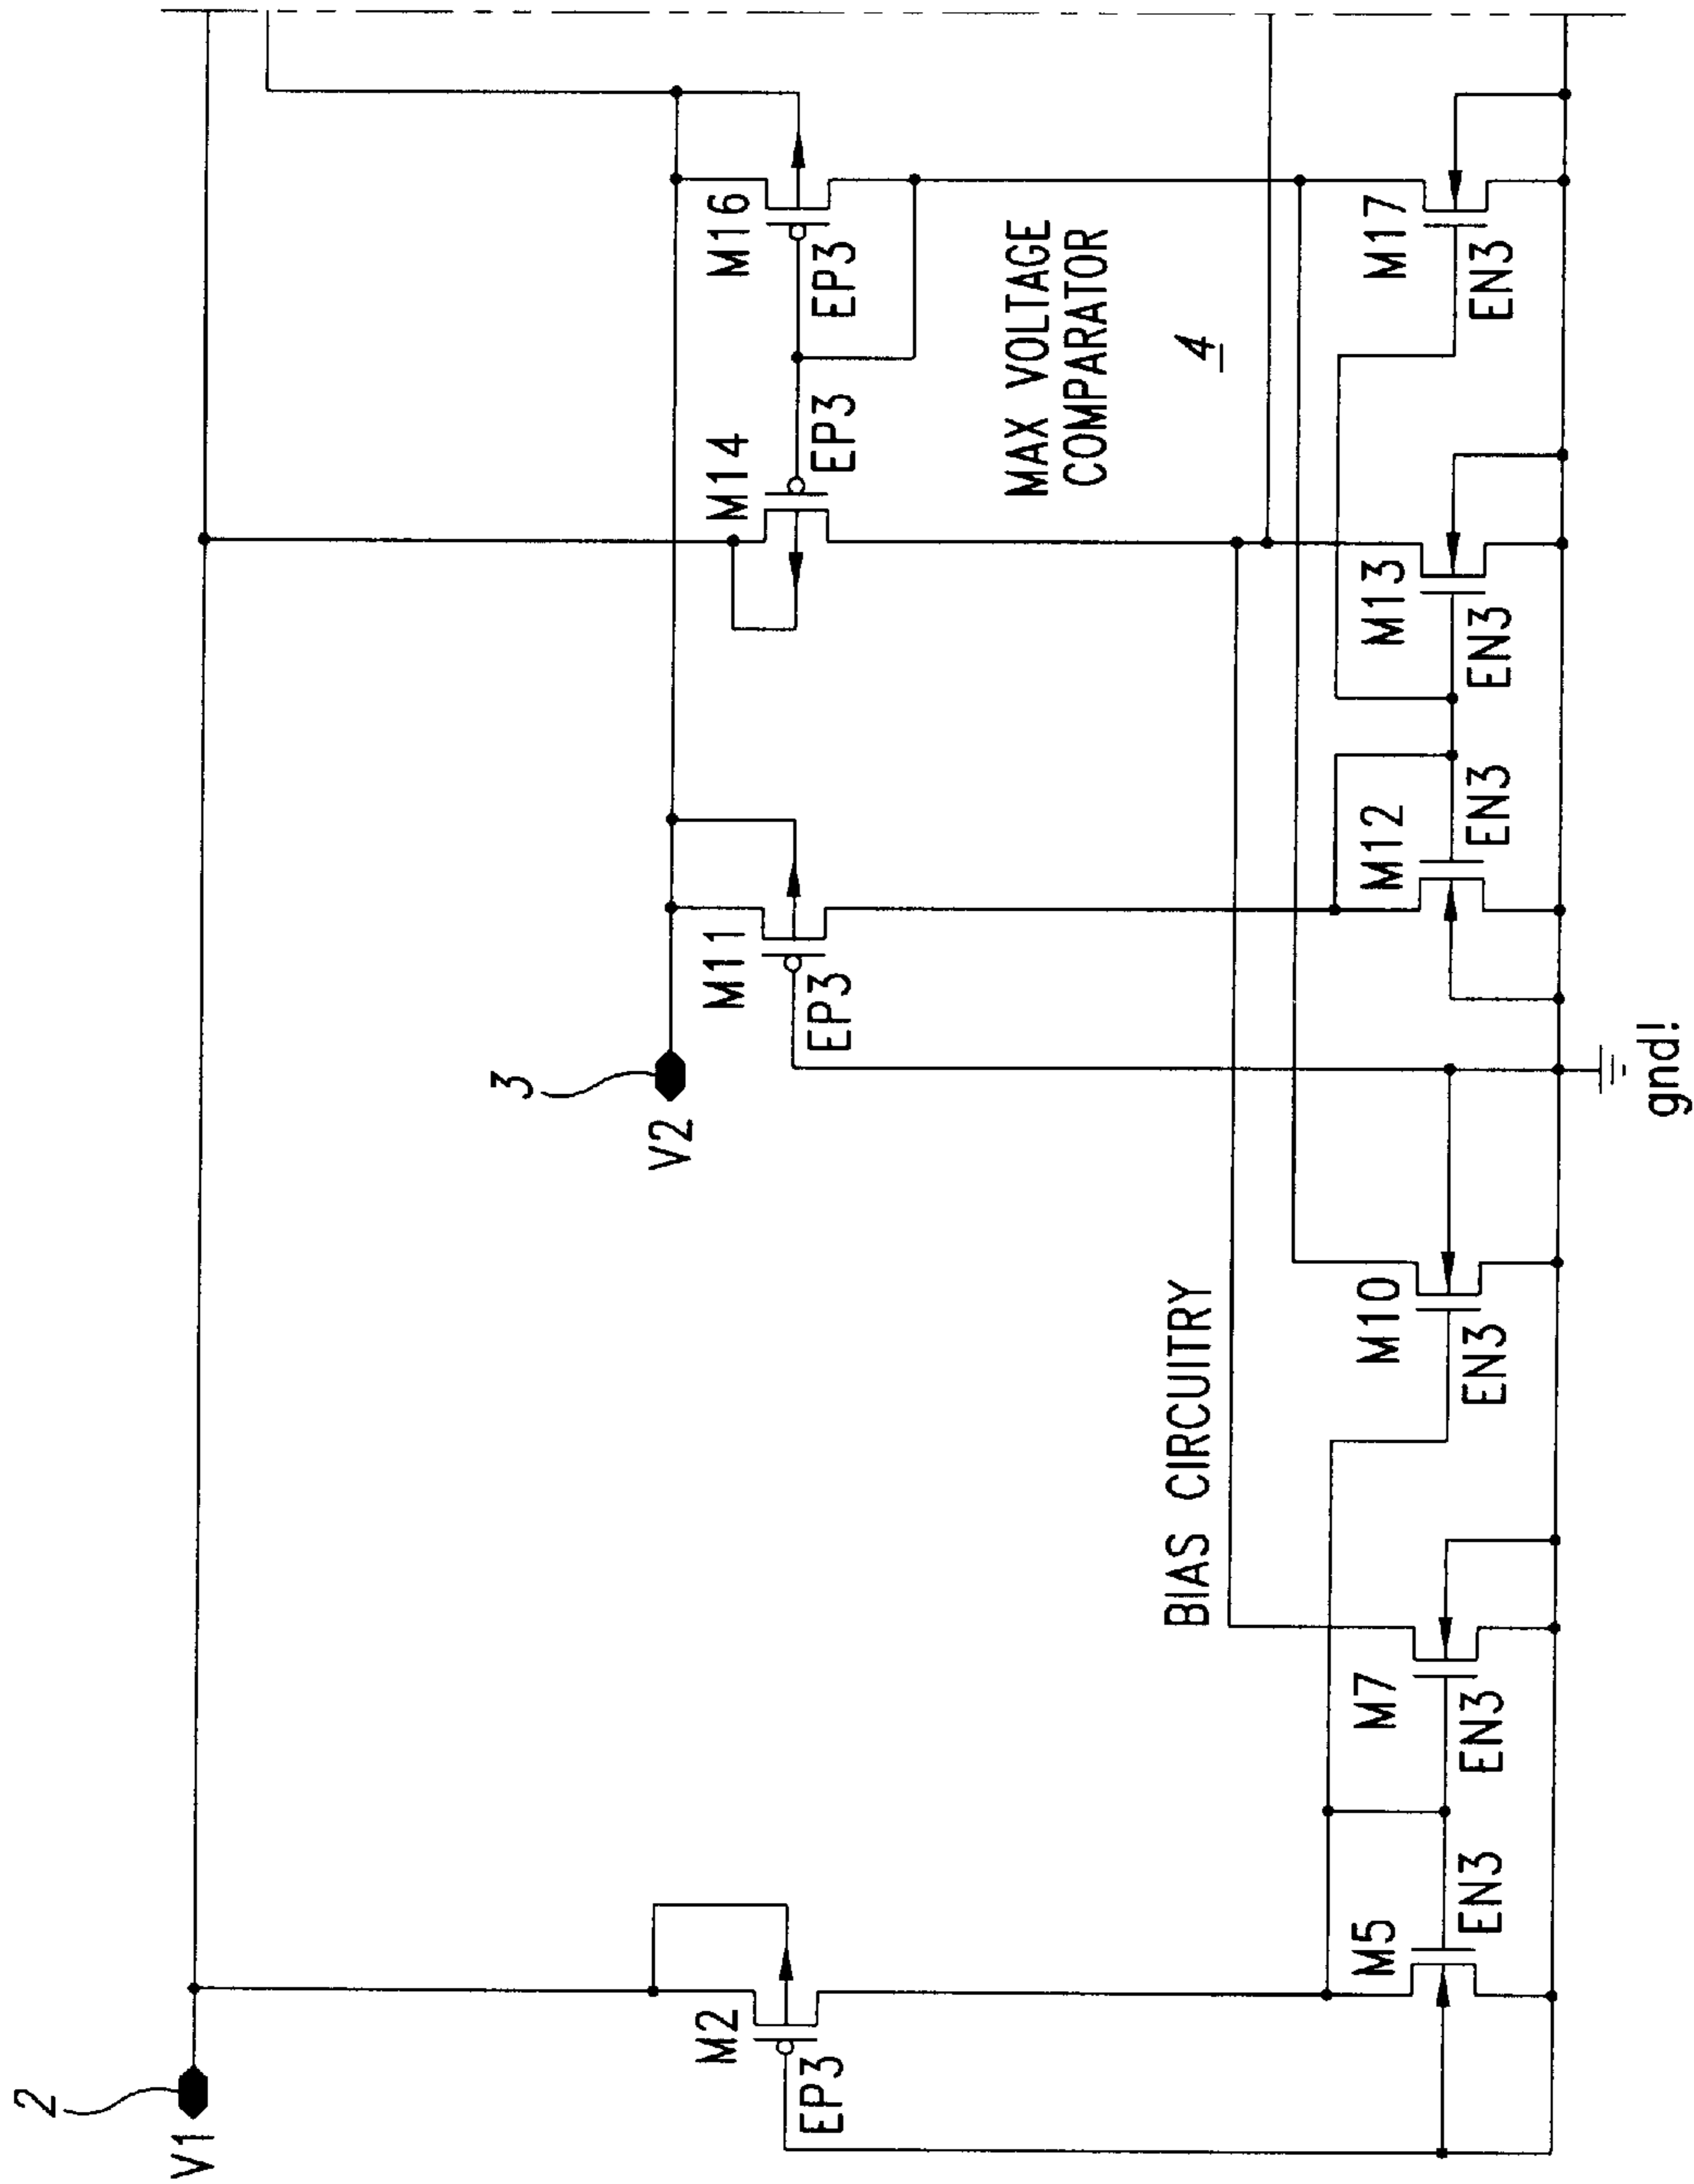 2
V1
M2
EP3
M5
EN3
M7
EN3
BIAS CIRCUITRY
M10
EN3
3
V2
M11
EP3
gnd!
M12
EN3
M13
EN3
M14
EP3
M16
EP3
MAX VOLTAGE
COMPARATOR
4
M17
EN3